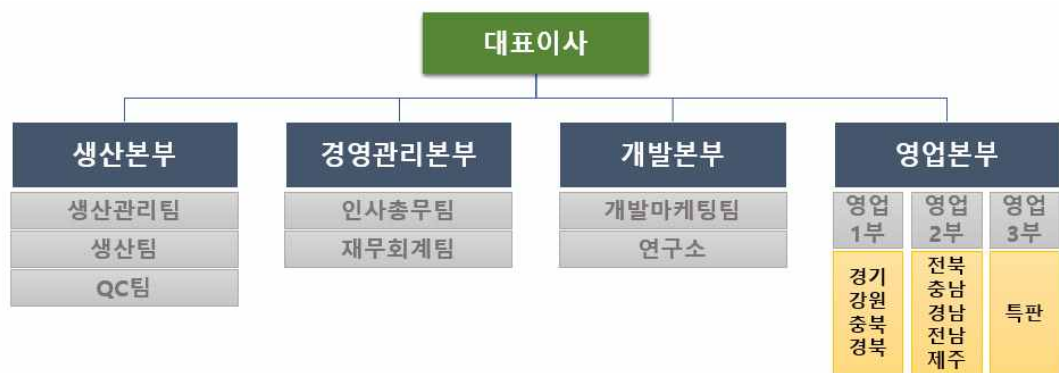 대표이사
생산본부
경영관리본부
개발본부
영업본부
생산관리팀
생산팀
QC팀
인사총무팀
재무회계팀
개발마케팅팀
연구소
영업
1부
경기
강원
충북
경북
영업
2부
전북
충남
경남
전남
제주
영업
3부
특판